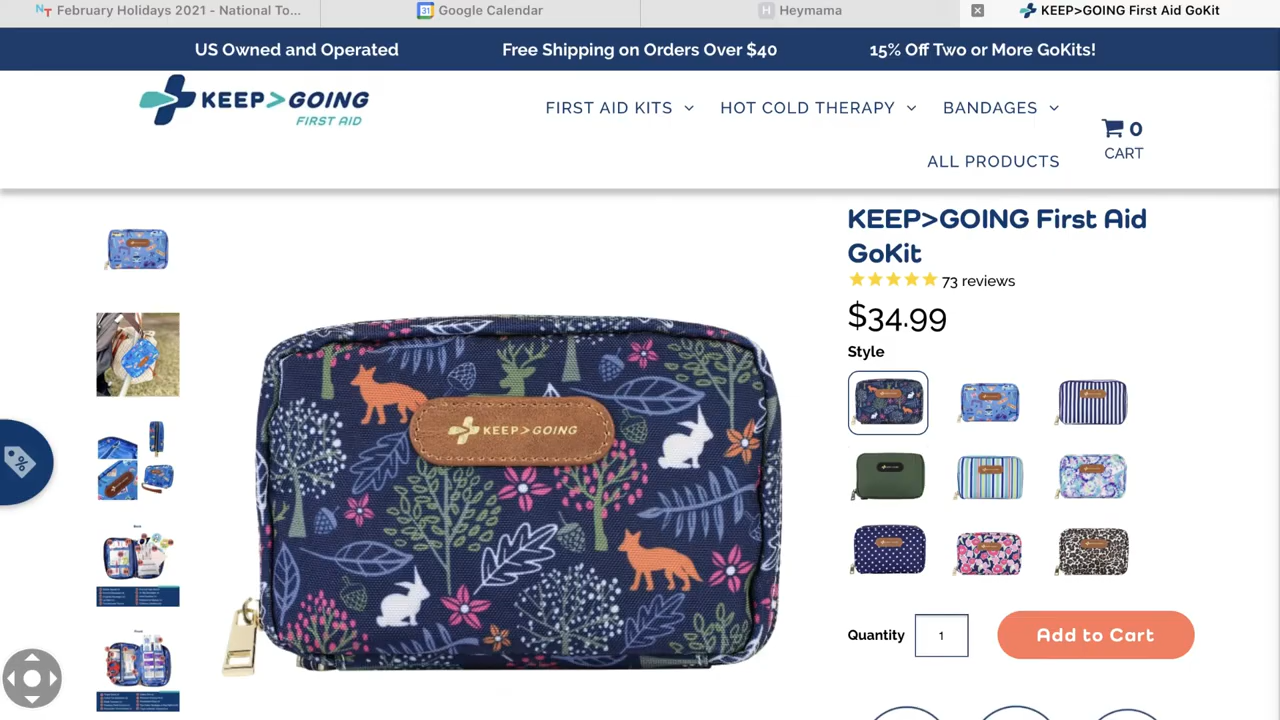 February Holidays 2021 - National To...
Google Calendar
Heymama
KEEP>GOING First Aid GoKit
US Owned and Operated
Free Shipping on Orders Over $40
15% Off Two or More GoKits!
KEEP>GOING
FIRST AID
FIRST AID KITS
HOT COLD THERAPY
BANDAGES
ALL PRODUCTS
0
CART
KEEP>GOING First Aid
GoKit
73 reviews
$34.99
Style
KEEP>GOING
Quantity
1
Add to Cart